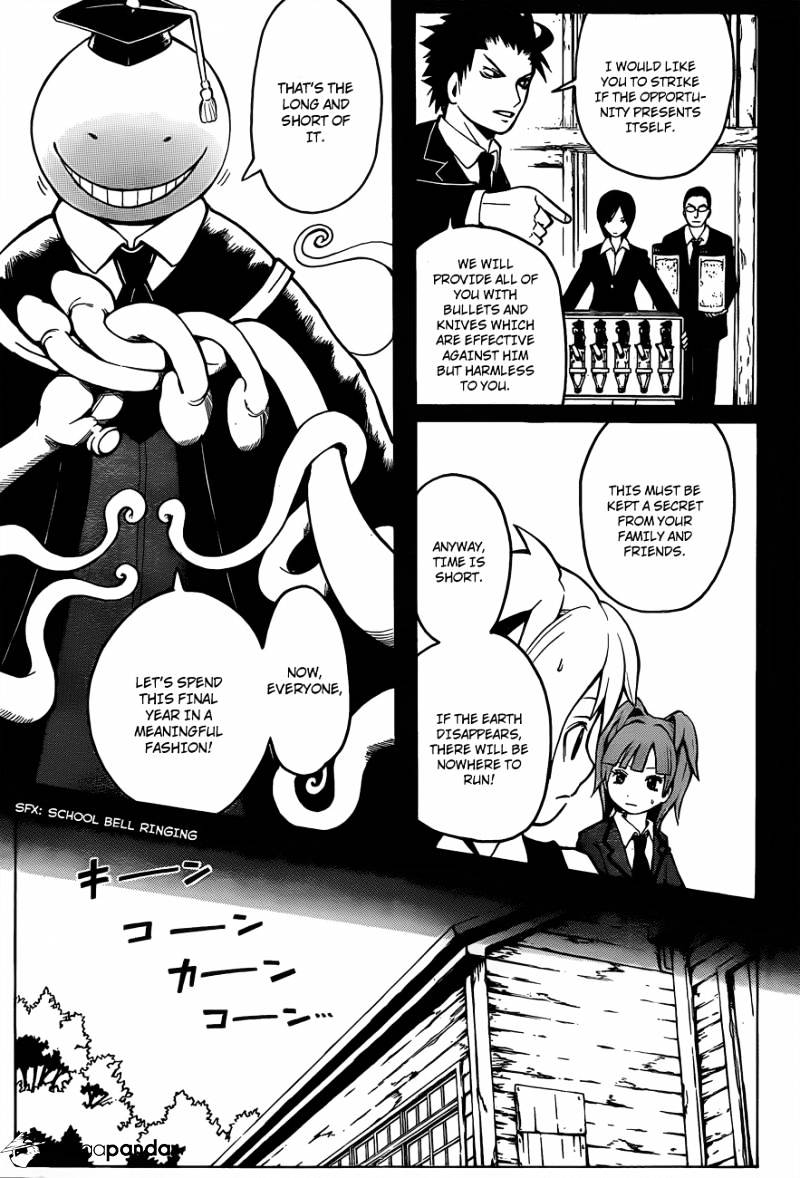 I WOULD LIKE
YOU TO STRIKE
IF THE OPPORTU-
NITY PRESENTS
ITSELF.
WE WILL
PROVIDE ALL OF
YOU WITH
BULLETS AND
KNIVES WHICH
ARE EFFECTIVE
AGAINST HIM
BUT HARMLESS
TO YOU.
THIS MUST BE
KEPT A SECRET
FROM YOUR
FAMILY AND
FRIENDS.
ANYWAY,
TIME IS
SHORT.
IF THE EARTH
DISAPPEARS,
THERE WILL BE
NOWHERE TO
RUN!
THAT'S THE
LONG AND
SHORT OF
IT.
NOW,
EVERYONE,
LET'S SPEND
THIS FINAL
YEAR IN A
MEANINGFUL
FASHION!
SFX: SCHOOL BELL RINGING
キーン
コーン
カーン
コーン…